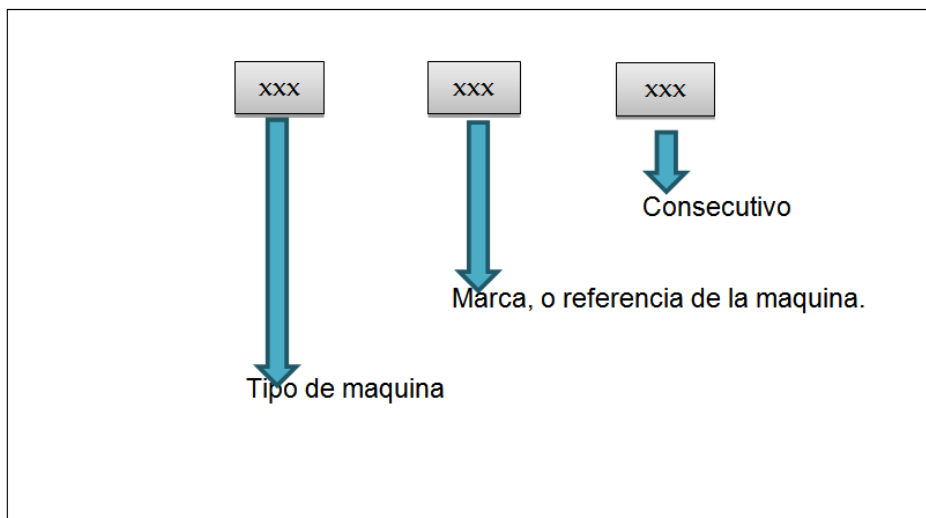 xxx xxx xxx
Consecutivo
Marca, o referencia de la maquina.
Tipo de maquina